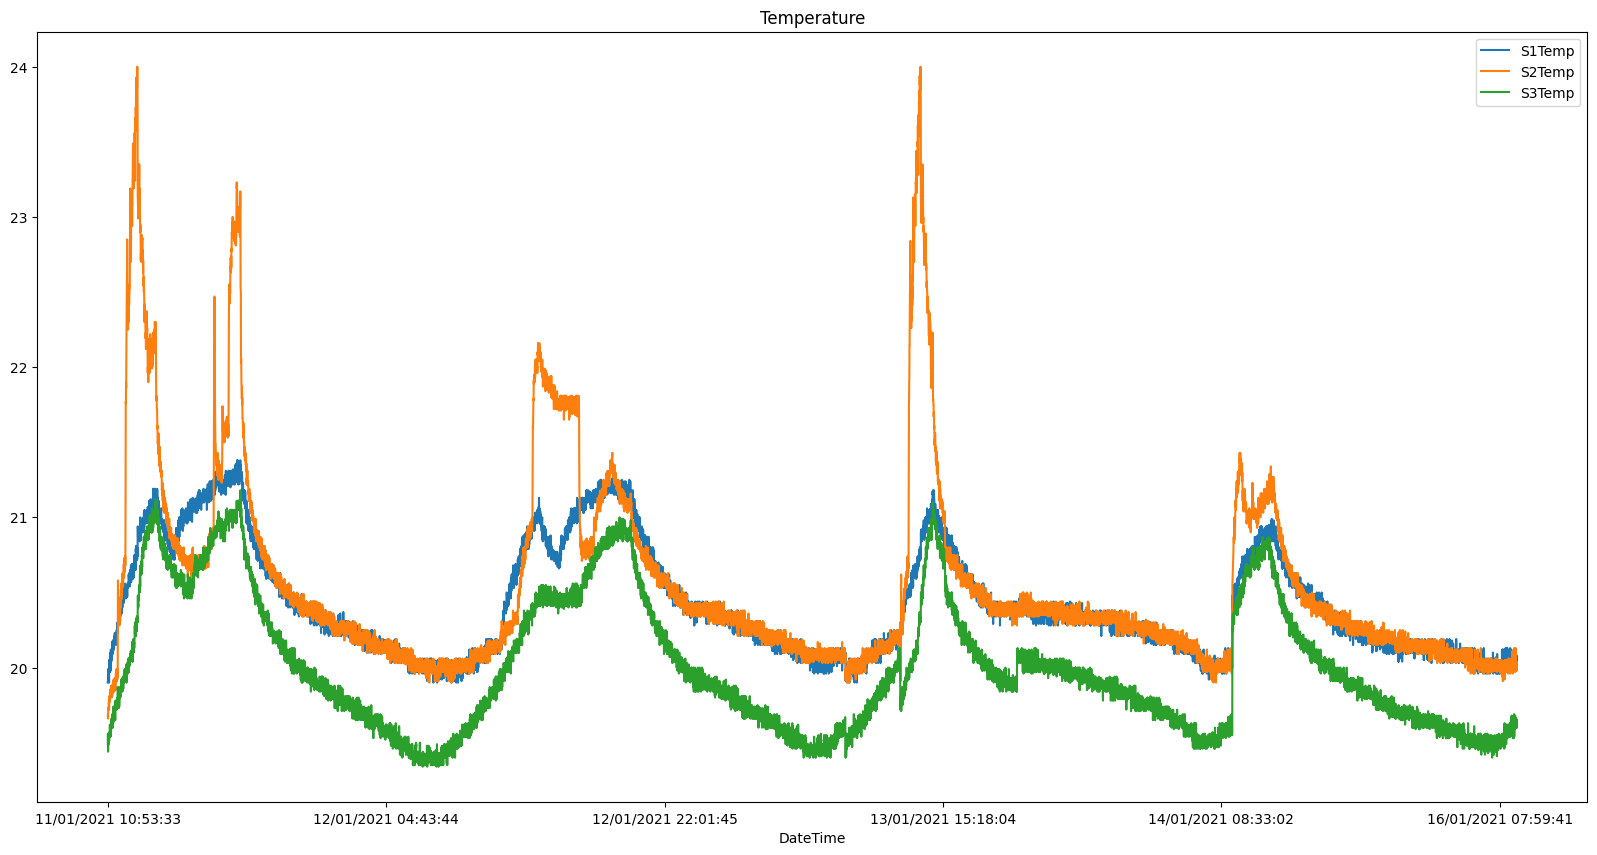 Temperature
S1Temp
S2Temp
S3Temp
24
23
22
21
20
11/01/2021 10:53:33
12/01/2021 04:43:44
12/01/2021 22:01:45
13/01/2021 15:18:04
14/01/2021 08:33:02
16/01/2021 07:59:41
DateTime